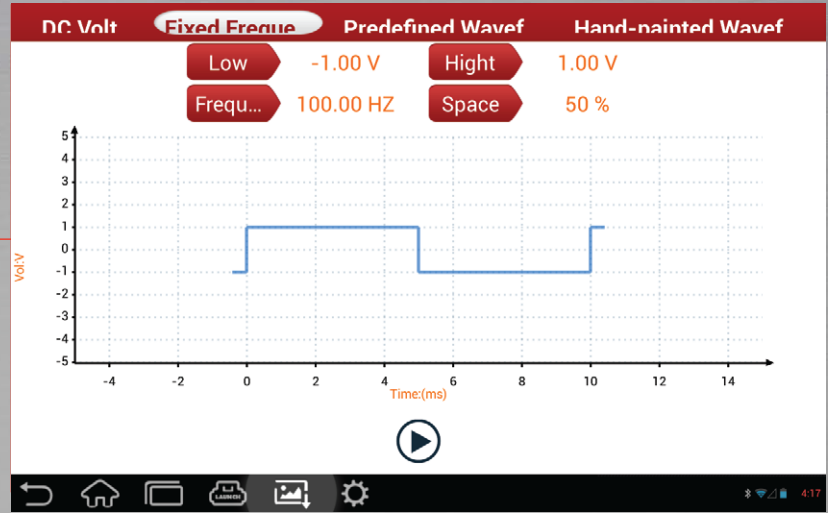 DC Volt Fixed Freque Predefined Wavef Hand-painted Wavef
Low -1.00 V Hight 1.00 V
Frequ... 100.00 HZ Space 50 %
5
4
3
2
1
0
-1
-2
-3
-4
-5
Vol:V
-4 -2 0 2 4 6 8 10 12 14
Time:(ms)
LAUNCH
4:17